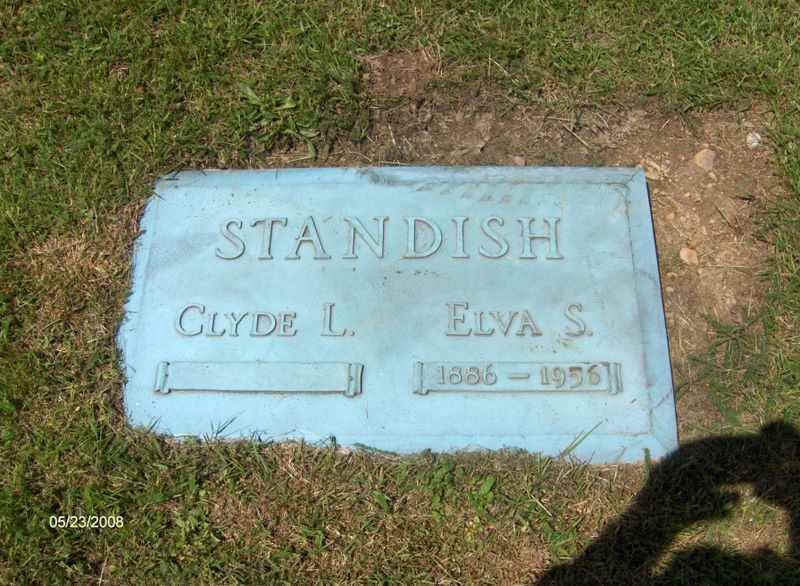 STANDISH
CLYDE L. ELVA S.
1886 – 1956
05/23/2008